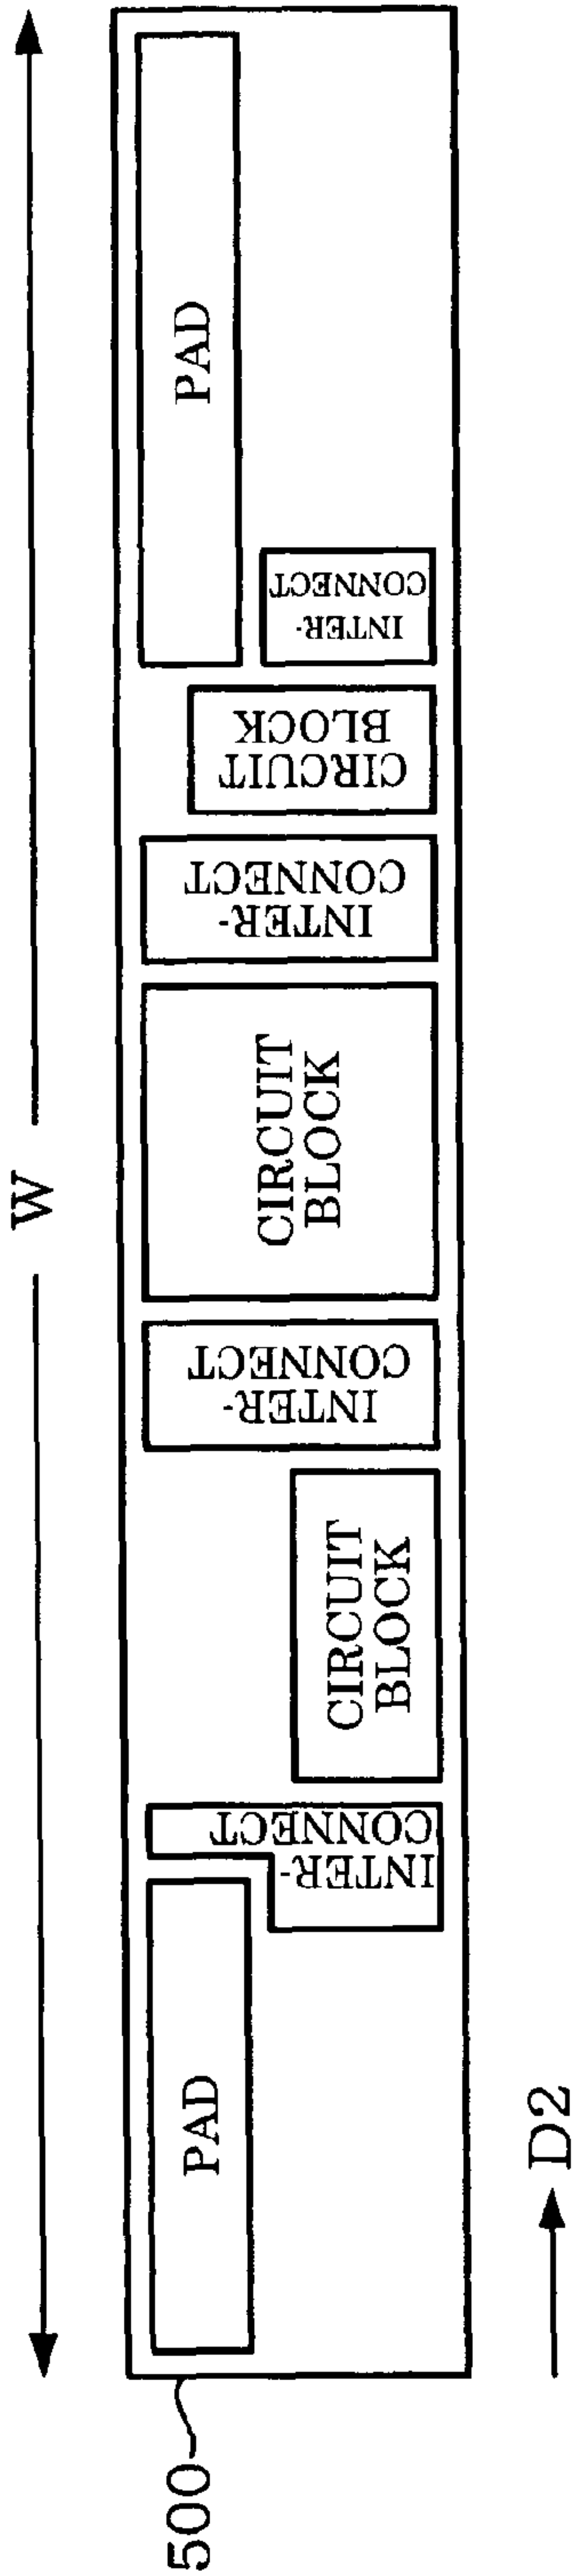 W
500
PAD
INTER-
CONNECT
CIRCUIT
BLOCK
INTER-
CONNECT
CIRCUIT
BLOCK
INTER-
CONNECT
CIRCUIT
BLOCK
INTER-
CONNECT
PAD
D2